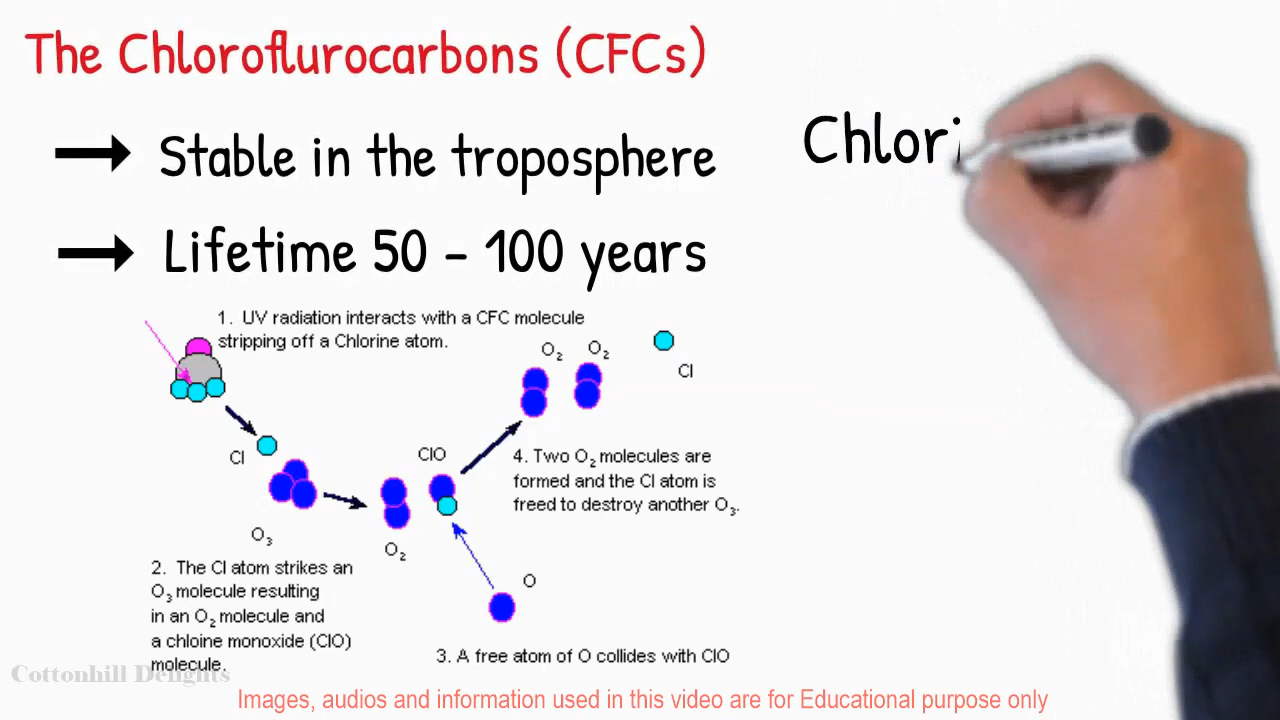 The Chloroflurocarbons (CFCs)
Stable in the troposphere
Lifetime 50 - 100 years
Chlori
1. UV radiation interacts with a CFC molecule
stripping off a Chlorine atom.
O2 O2
Cl
Cl
O3
O2
ClO
4. Two O2 molecules are
formed and the Cl atom is
freed to destroy another O3.
2. The Cl atom strikes an
O3 molecule resulting
in an O2 molecule and
a chloine monoxide (ClO)
molecule.
O
3. A free atom of O collides with ClO
Cottonhill Delights
Images, audios and information used in this video are for Educational purpose only